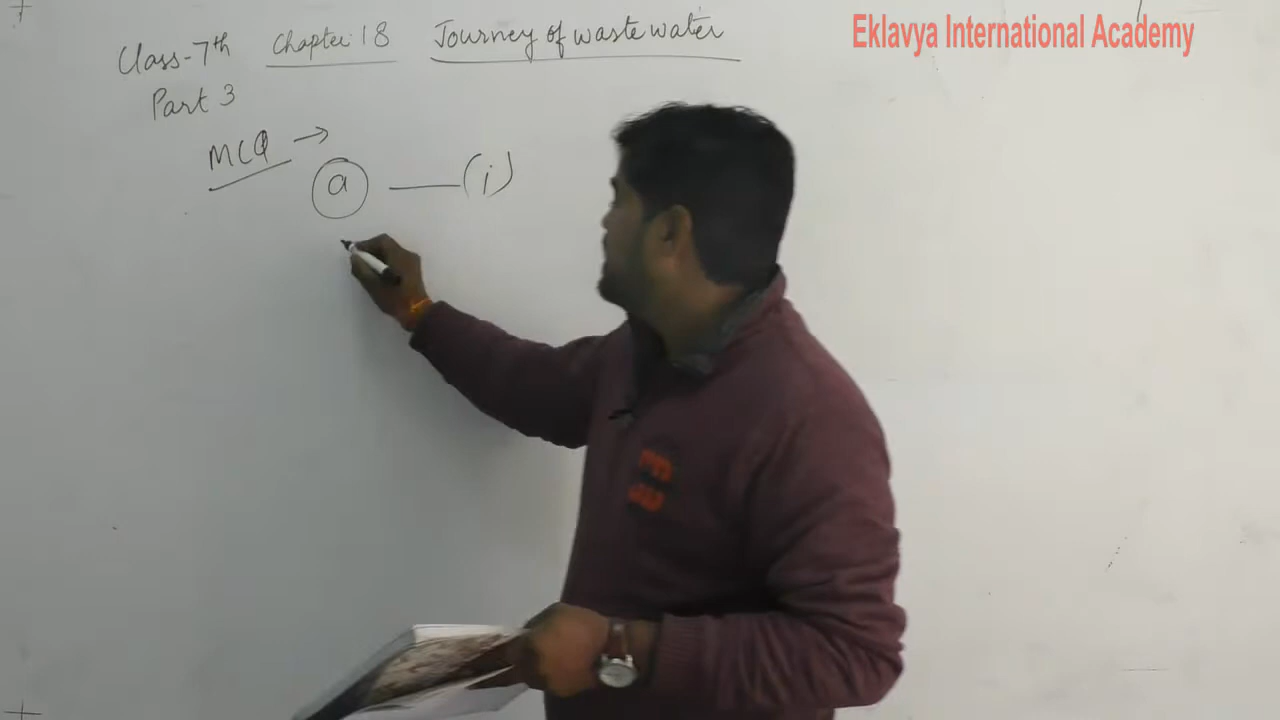 Eklavya International Academy
Class-7th Chapter 18 Journey of waste water
Part 3
MCQ →
a — (i)